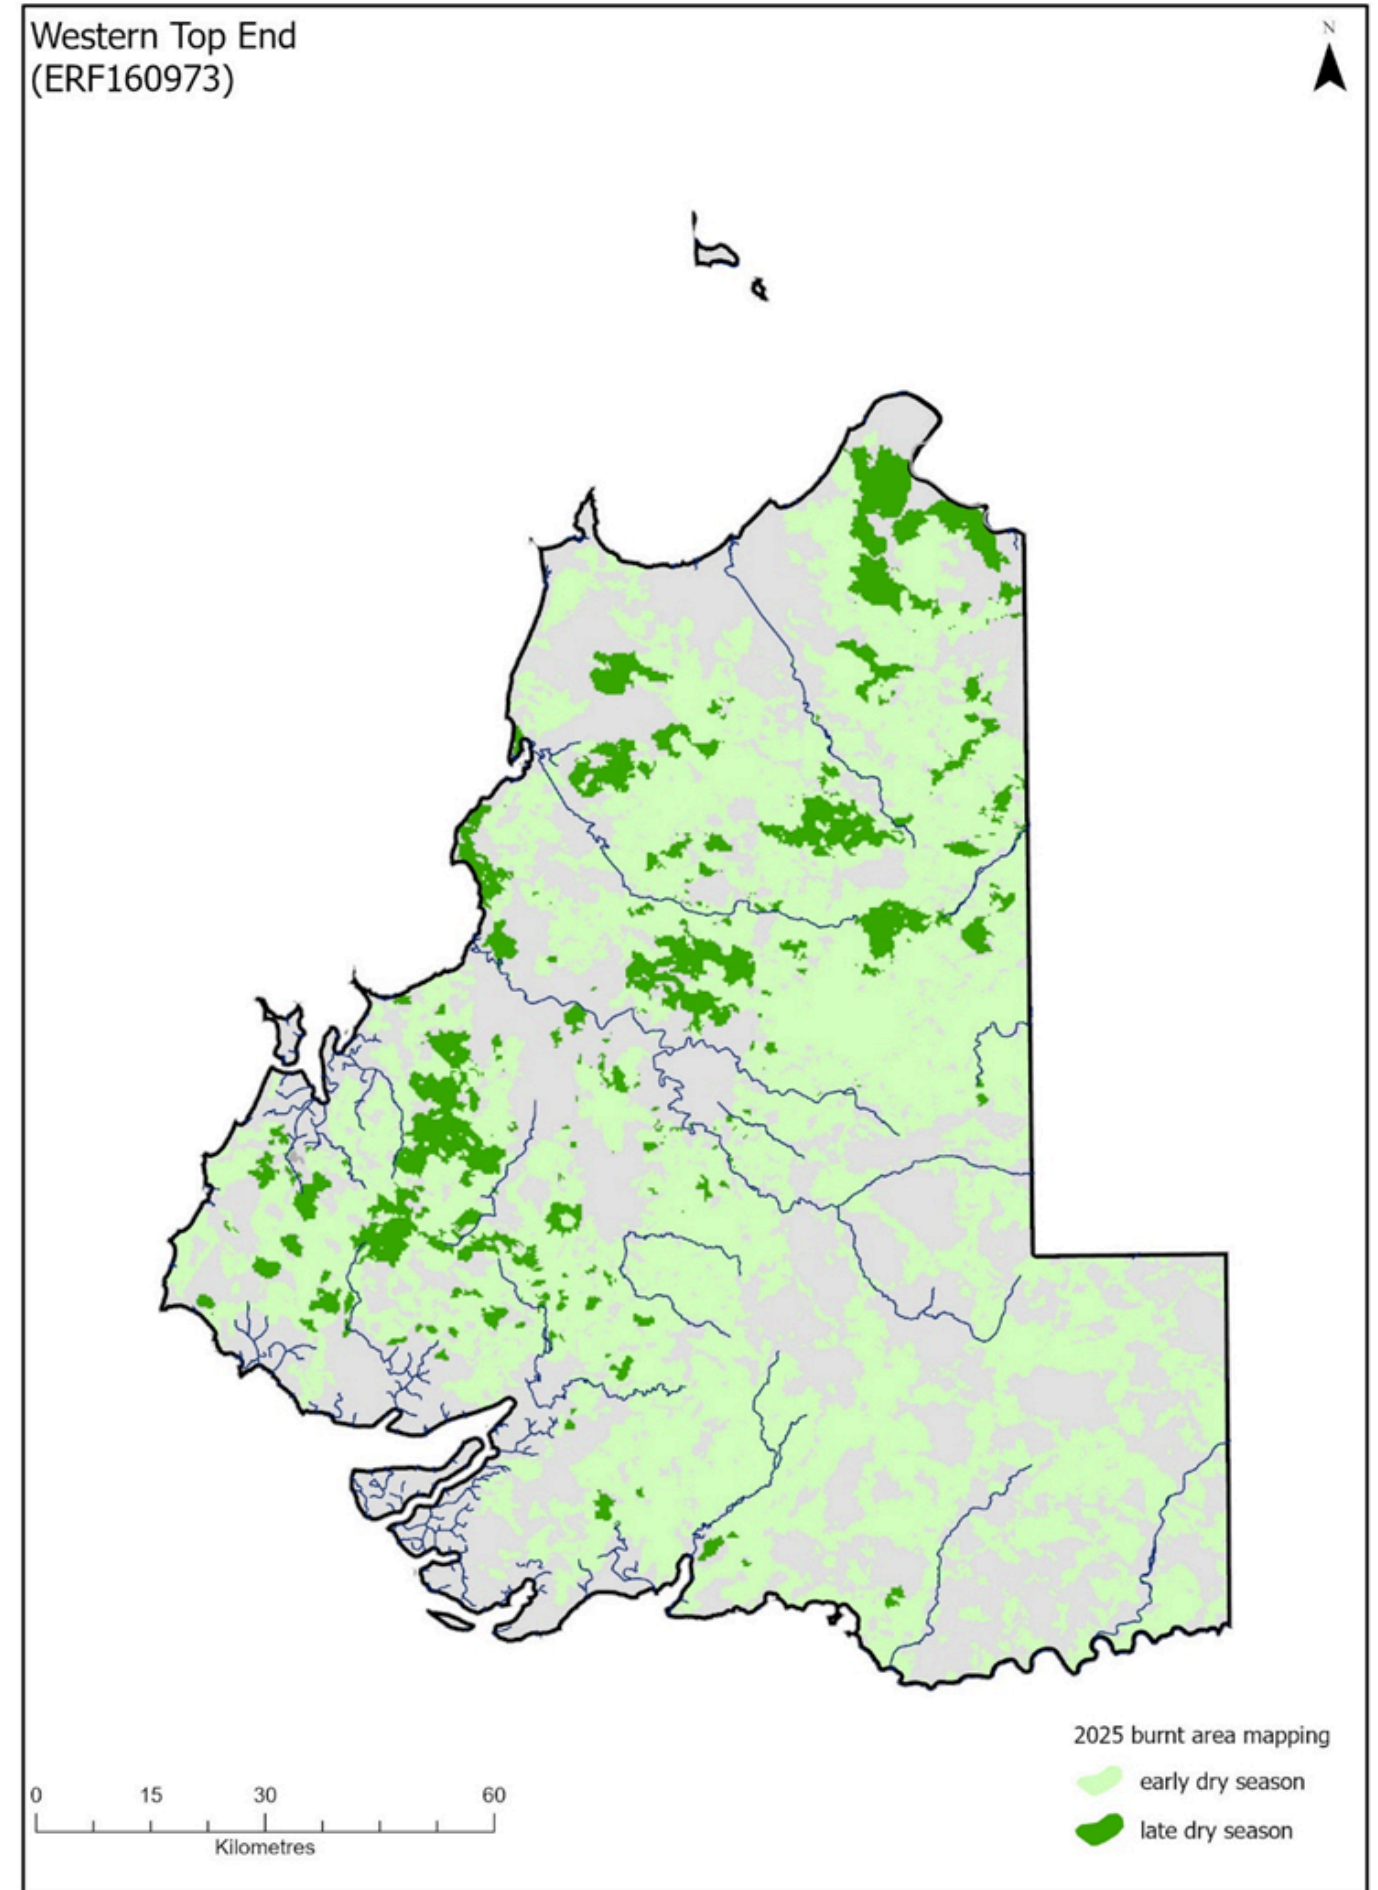 Western Top End
(ERF160973)
N
2025 burnt area mapping
early dry season
late dry season
0 15 30 60
Kilometres